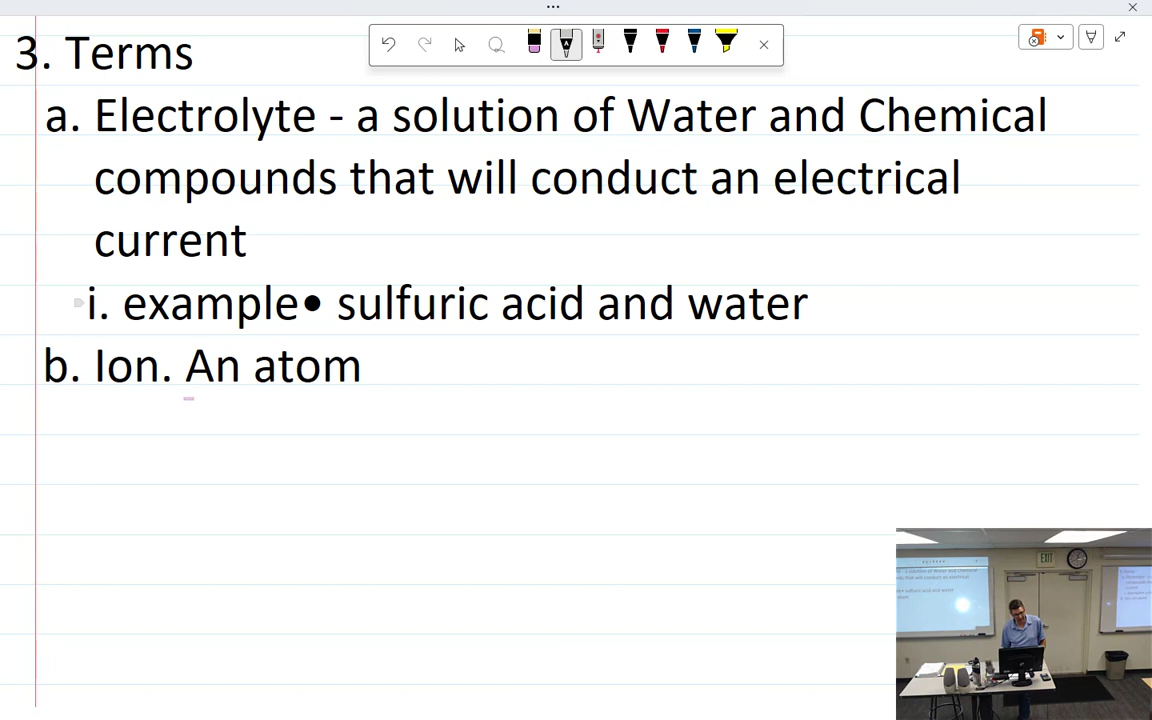 3. Terms
a. Electrolyte - a solution of Water and Chemical
compounds that will conduct an electrical
current
i. example• sulfuric acid and water
b. Ion. An atom
EXIT